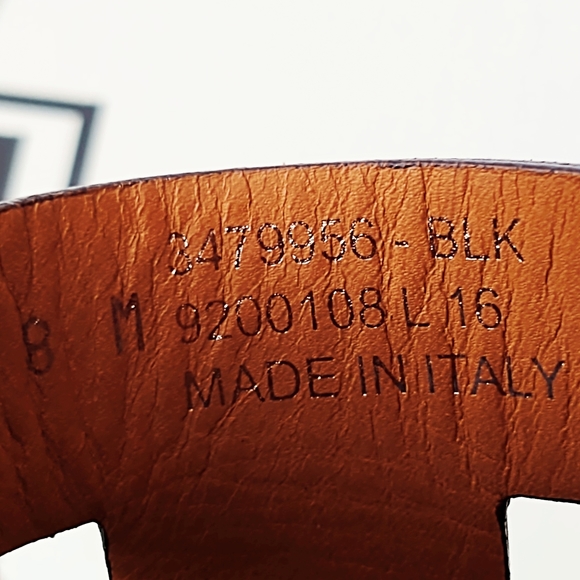 3479956 - BLK
8 M 9200108 L 16
MADE IN ITALY